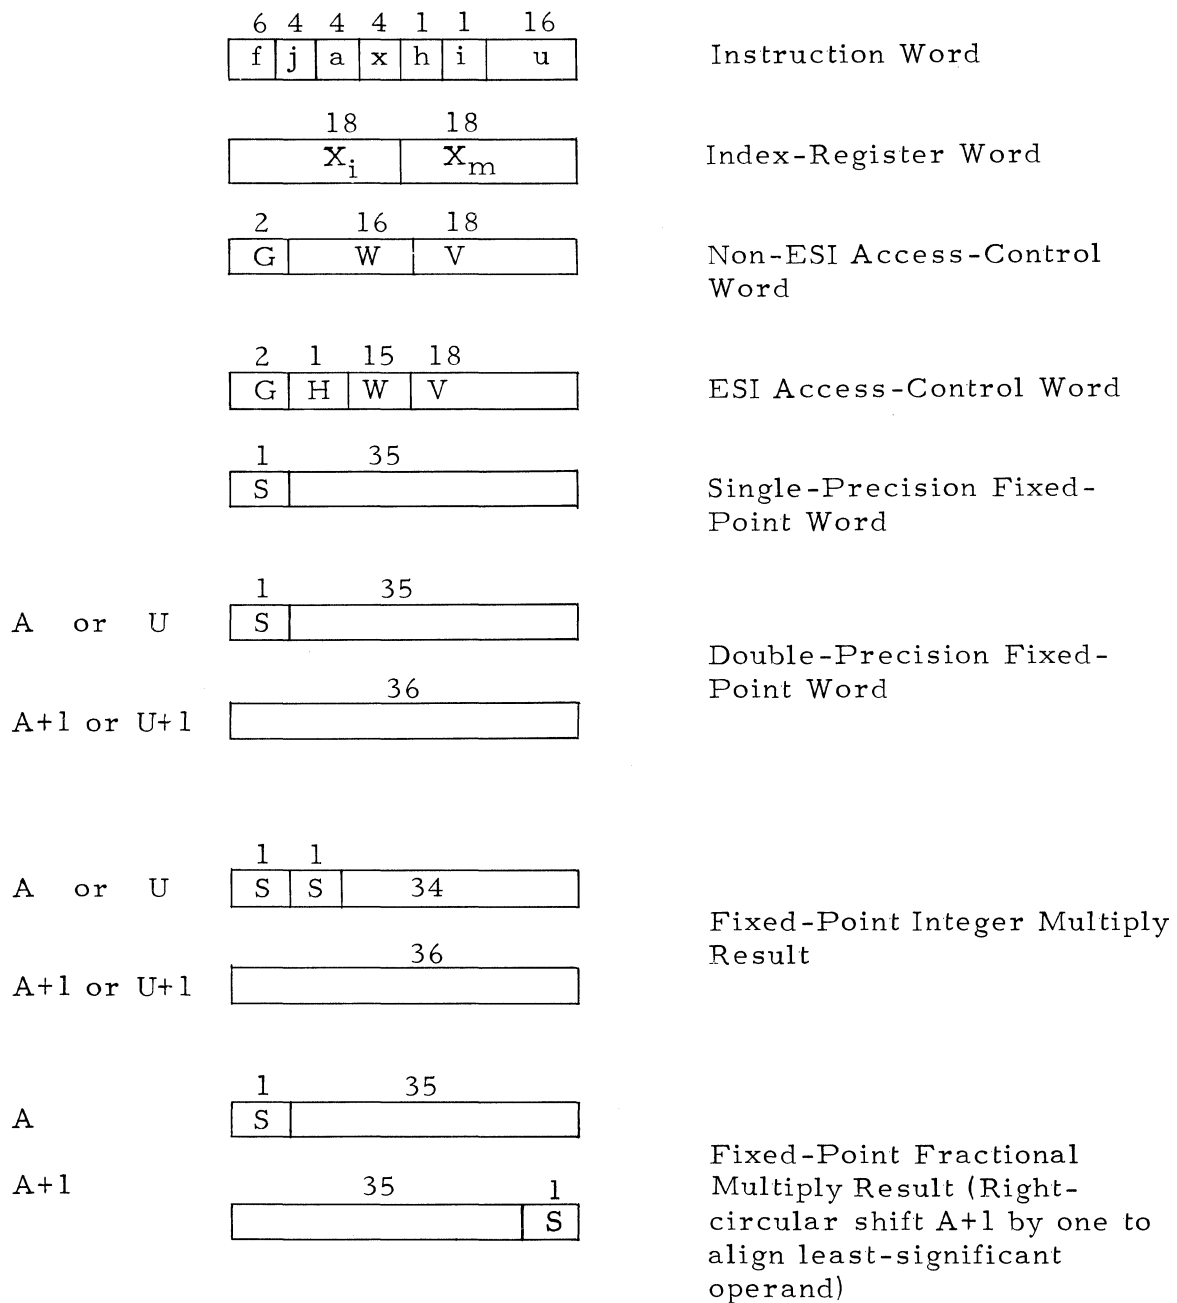 6 4 4 4 1 1 16
f j a x h i u
Instruction Word
18 18
Xi Xm
Index-Register Word
2 16 18
G W V
Non-ESI Access-Control
Word
2 1 15 18
G H W V
ESI Access-Control Word
1 35
S
Single-Precision Fixed-
Point Word
1 35
A or U S
36
A+1 or U+1
Double-Precision Fixed-
Point Word
1 1
A or U S S 34
36
A+1 or U+1
Fixed-Point Integer Multiply
Result
1 35
A S
A+1 35 1
S
Fixed-Point Fractional
Multiply Result (Right-
circular shift A+1 by one to
align least-significant
operand)